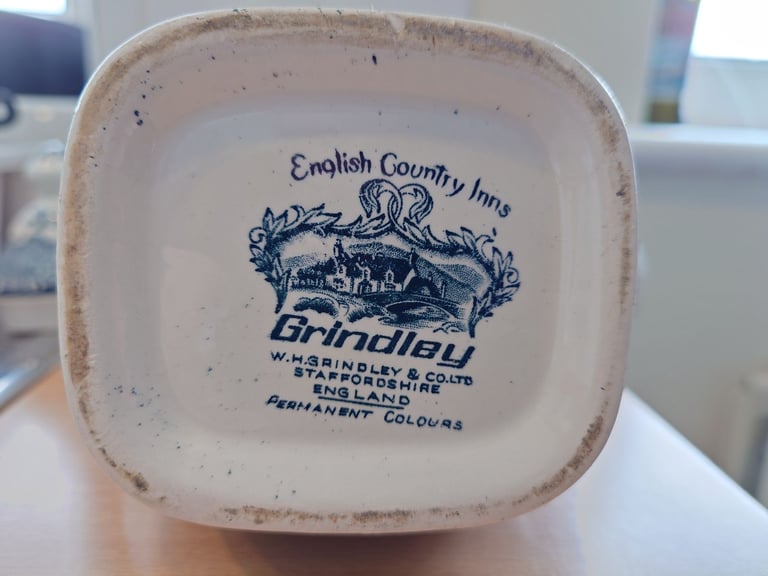 English Country Inns
Grindley
W.H.GRINDLEY & CO.LTD
STAFFORDSHIRE
ENGLAND
PERMANENT COLOURS